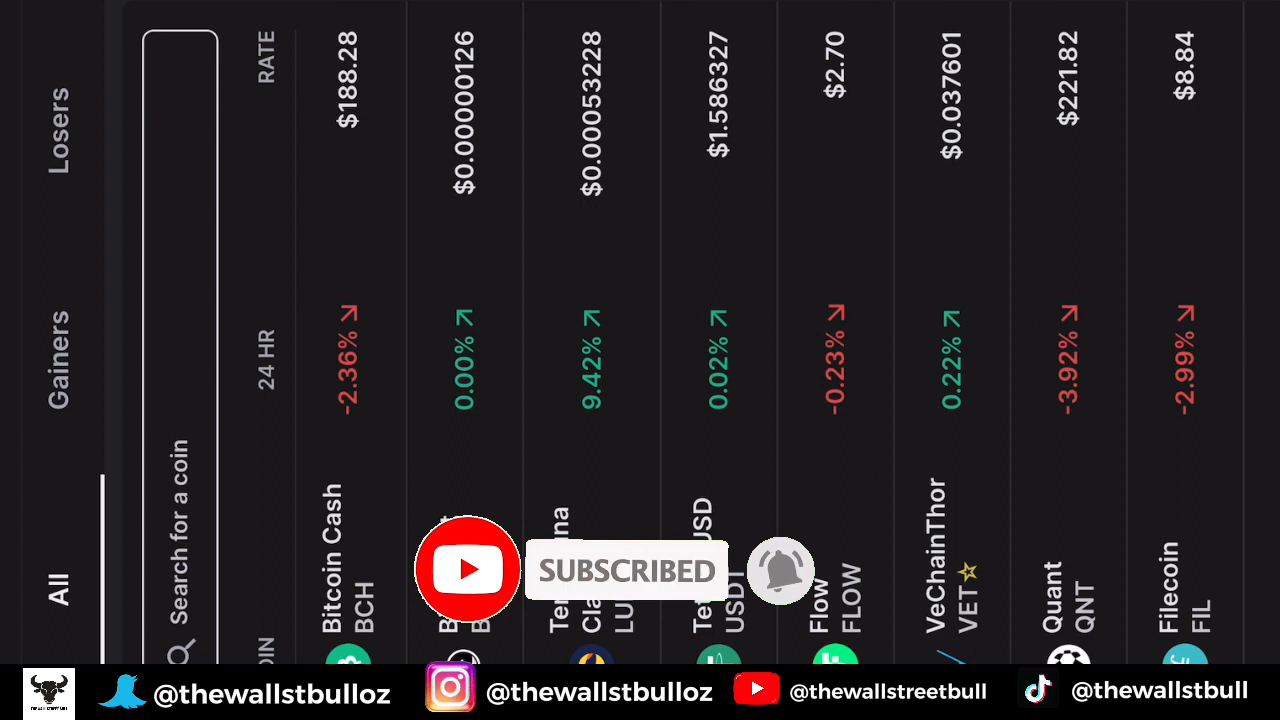 All
Gainers
Losers
Search for a coin
24 HR
RATE
Bitcoin Cash
BCH
-2.36%
$188.28
0.00%
$0.00000126
9.42%
$0.00053228
USDT
0.02%
$1.586327
Flow
FLOW
-0.23%
$2.70
VeChainThor
VET
0.22%
$0.037601
Quant
QNT
-3.92%
$221.82
Filecoin
FIL
-2.99%
$8.84
SUBSCRIBED
@thewallstbulloz
@thewallstbulloz
@thewallstreetbull
@thewallstbull